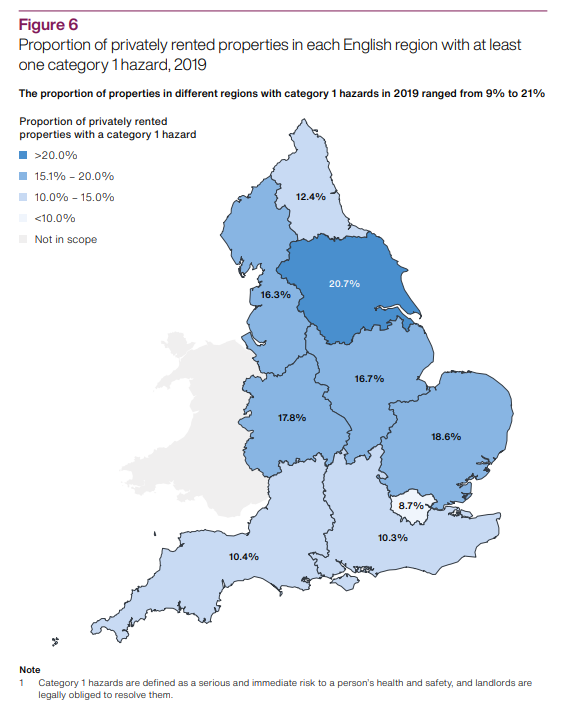 Figure 6
Proportion of privately rented properties in each English region with at least
one category 1 hazard, 2019
The proportion of properties in different regions with category 1 hazards in 2019 ranged from 9% to 21%
Proportion of privately rented
properties with a category 1 hazard
>20.0%
15.1% – 20.0%
10.0% – 15.0%
<10.0%
Not in scope
12.4%
20.7%
16.3%
16.7%
17.8%
18.6%
8.7%
10.3%
10.4%
Note
1 Category 1 hazards are defined as a serious and immediate risk to a person's health and safety, and landlords are
legally obliged to resolve them.